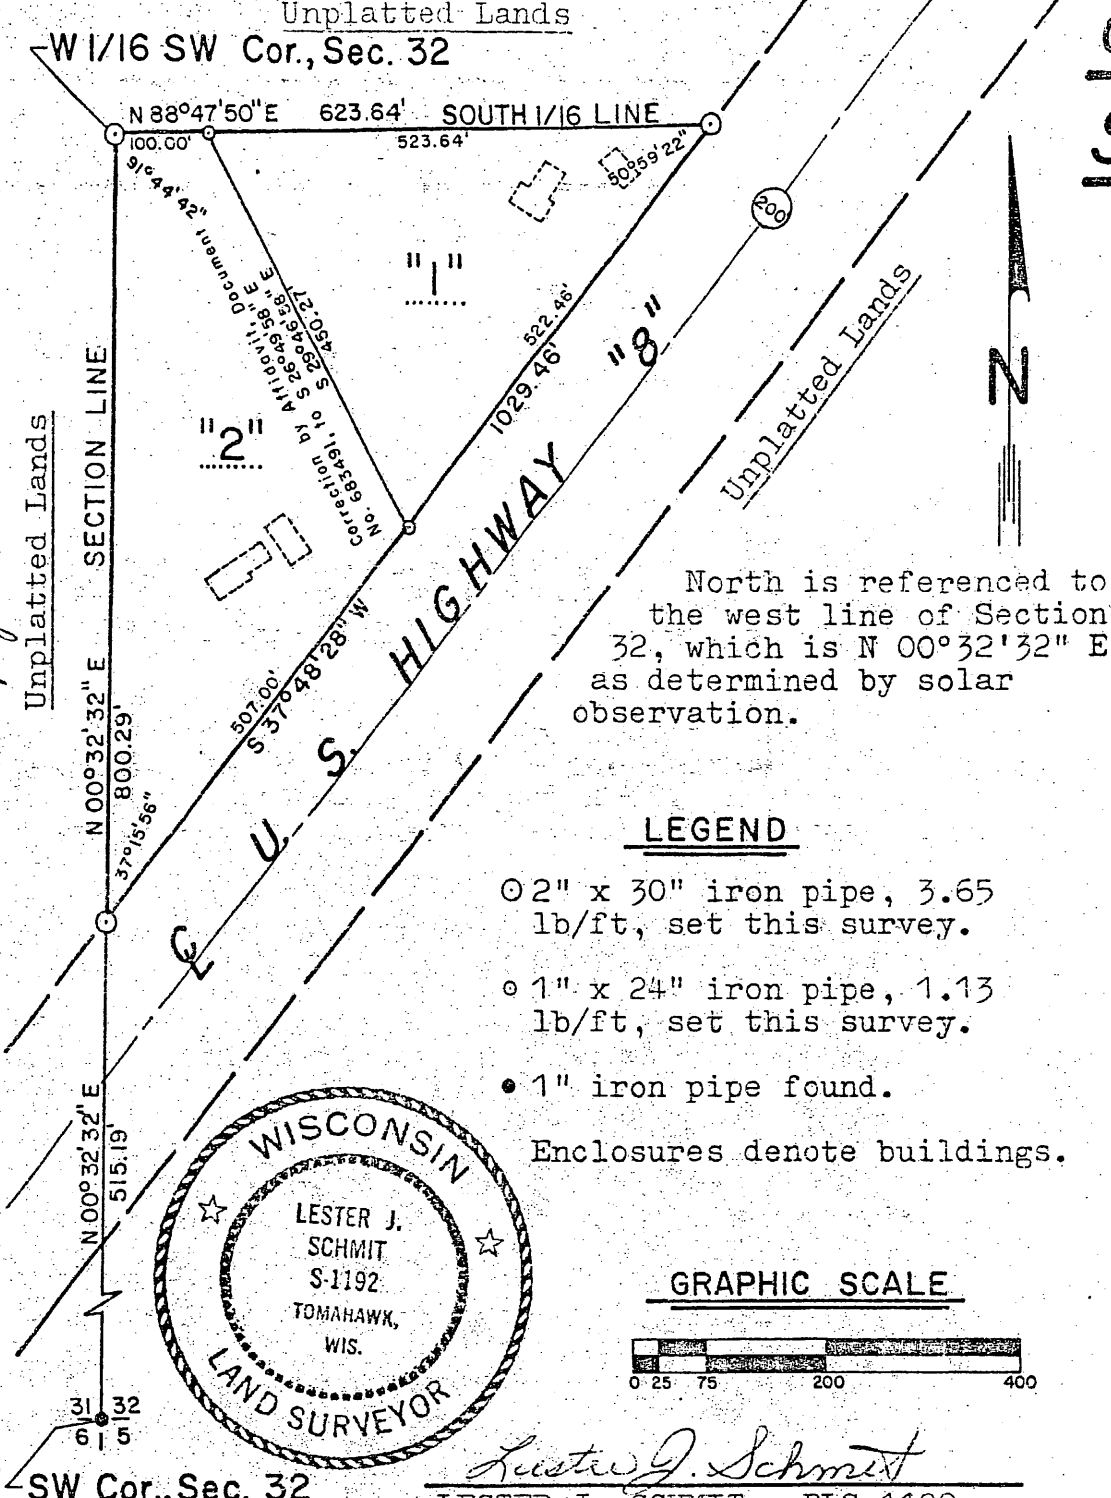 Unplatted Lands
W 1/16 SW Cor., Sec. 32
N 88°47'50" E 623.64' SOUTH 1/16 LINE
100.00'
523.64'
91°44'42"
50°59'22"
200'
"1"
S 29°46'58" E
450.27'
Correction by Affidavit, Document
No. 683491, to S 26°49'58" E
522.46'
1029.46'
"2"
507.00'
S 37°48'28" W
Unplatted Lands
SECTION LINE
N 00°32'32" E
800.29'
37°15'56"
℄ U. S. HIGHWAY "8"
Unplatted Lands
N
North is referenced to
the west line of Section
32, which is N 00°32'32" E
as determined by solar
observation.
LEGEND
2" x 30" iron pipe, 3.65
lb/ft, set this survey.
1" x 24" iron pipe, 1.13
lb/ft, set this survey.
1" iron pipe found.
Enclosures denote buildings.
N 00°32'32" E
515.19'
WISCONSIN
LESTER J.
SCHMIT
S-1192
TOMAHAWK,
WIS.
LAND SURVEYOR
GRAPHIC SCALE
0 25 75 200 400
31 32
6 5
SW Cor., Sec. 32
Lester J. Schmit